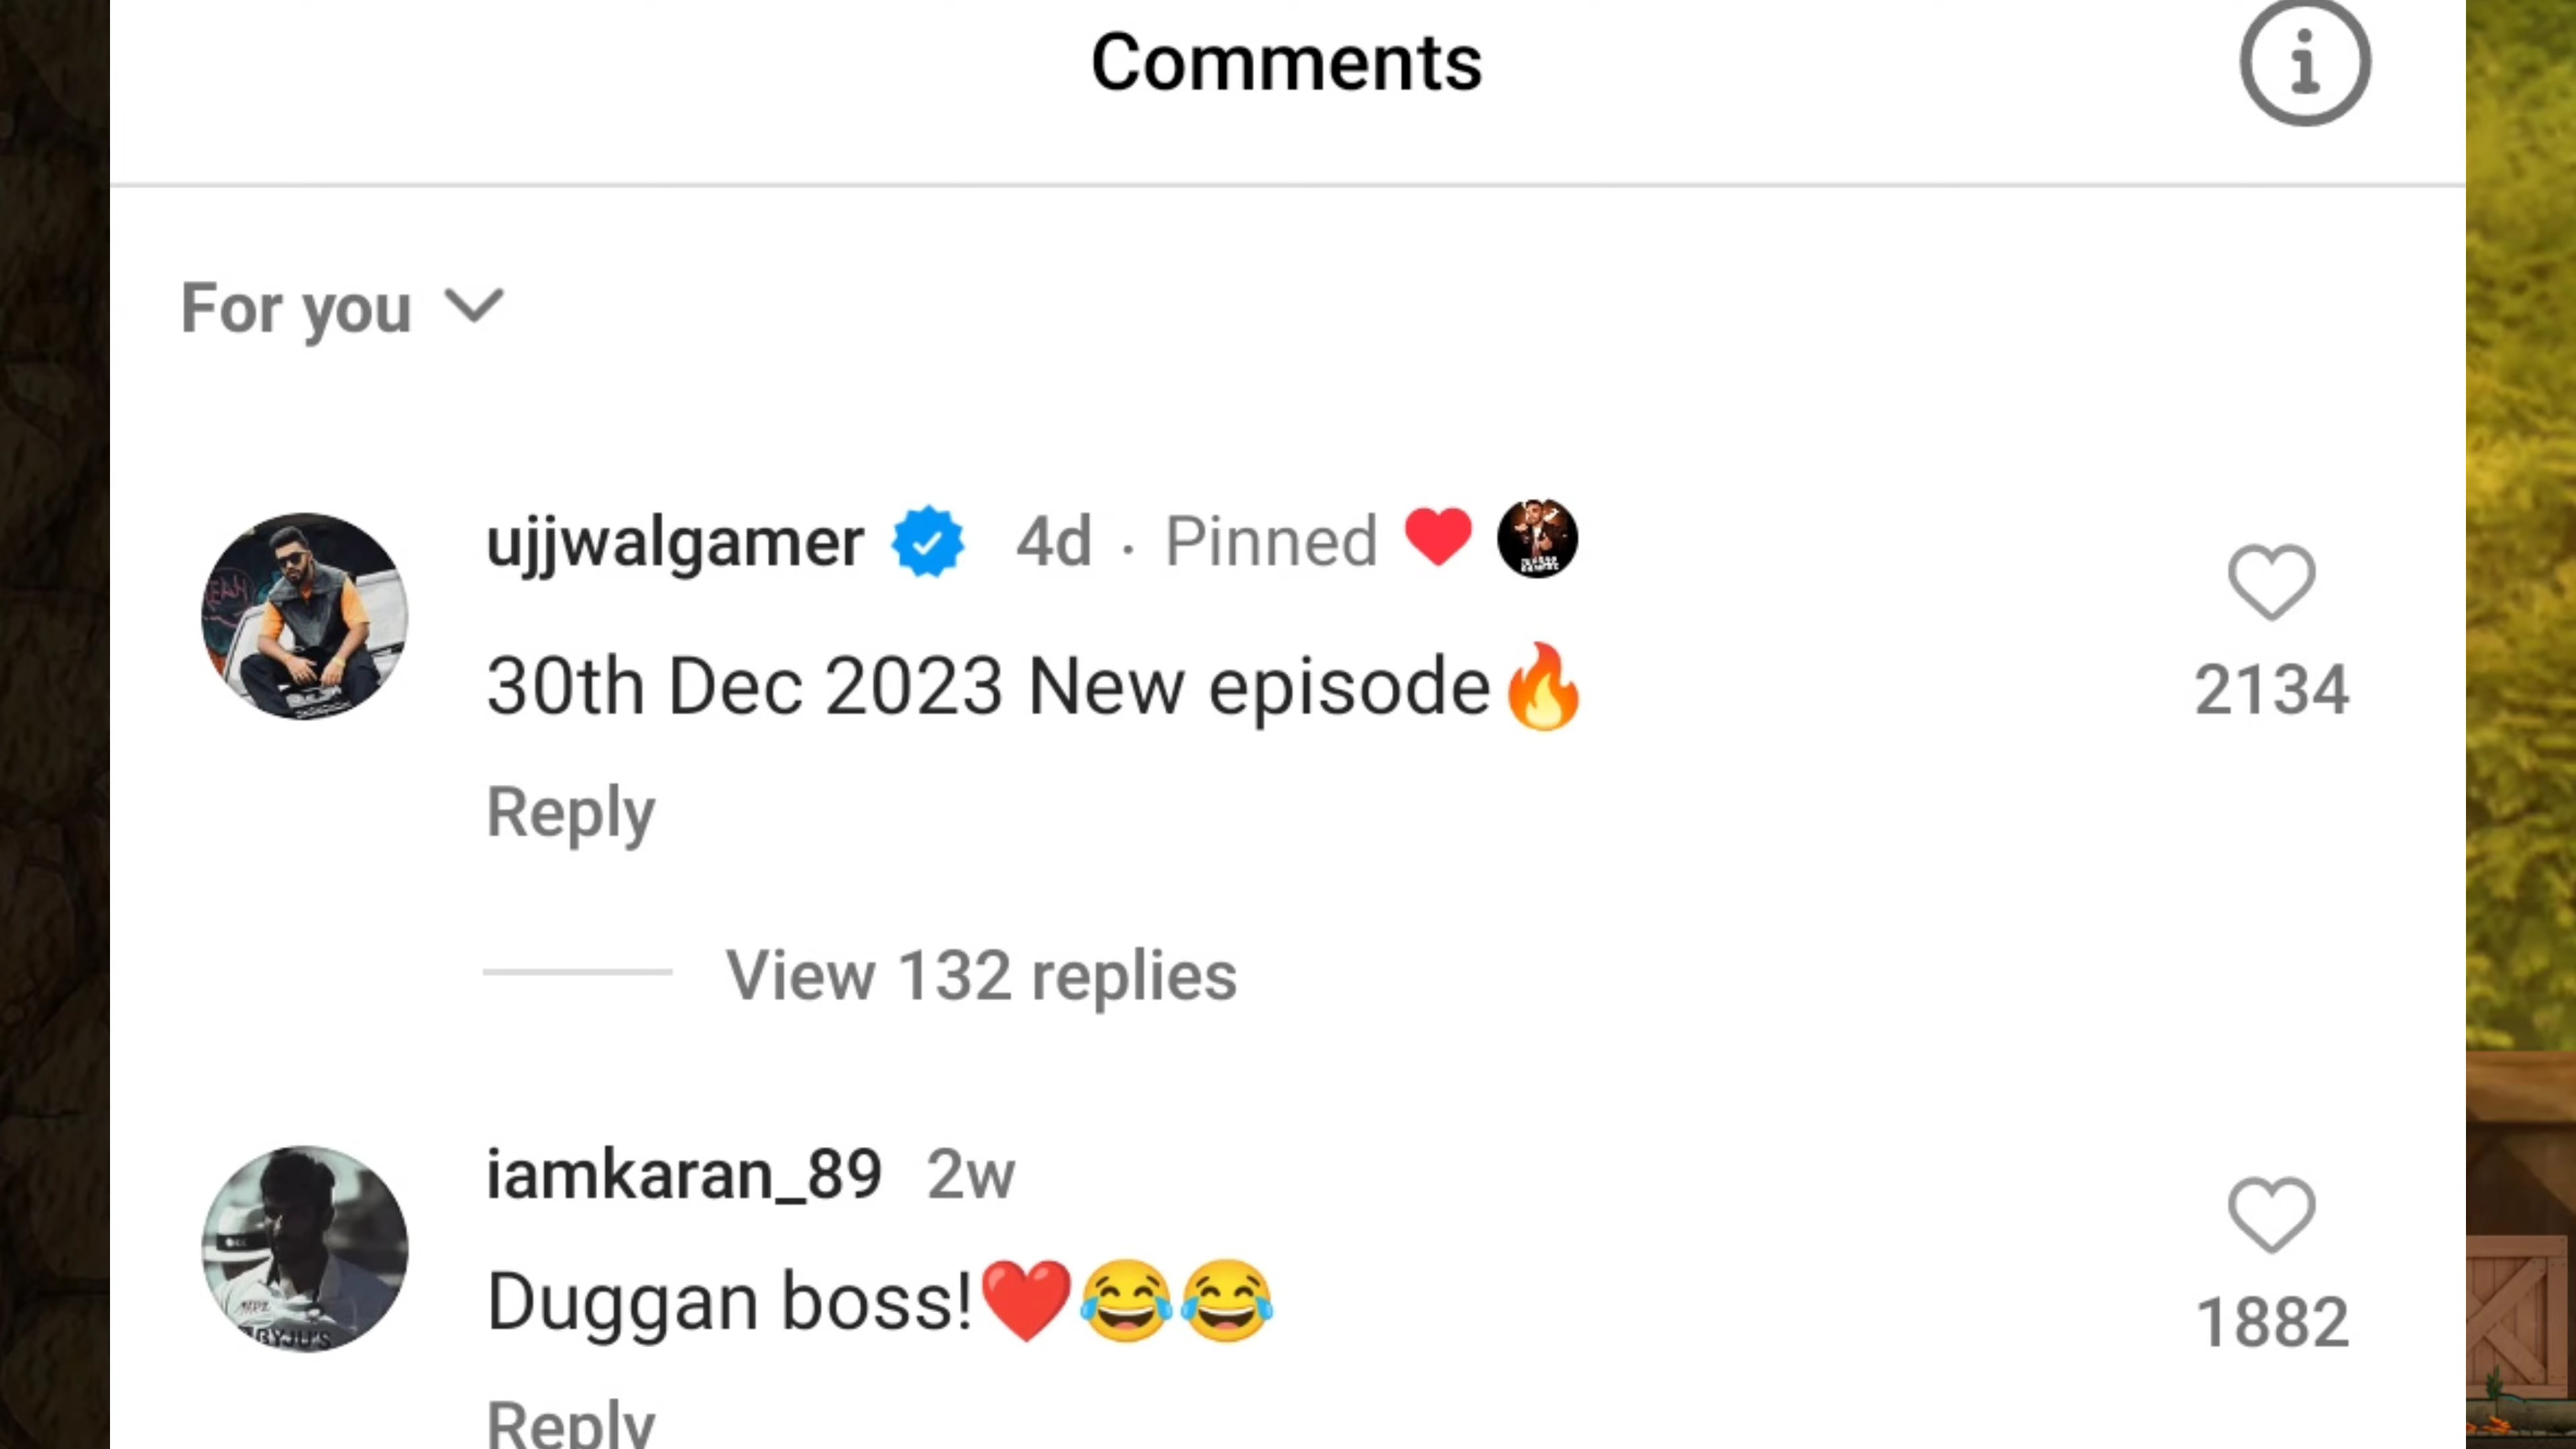 Comments
For you
ujjwalgamer 4d · Pinned
30th Dec 2023 New episode🔥
2134
Reply
View 132 replies
iamkaran_89 2w
Duggan boss!❤️😂😂
1882
Reply
BYJU'S